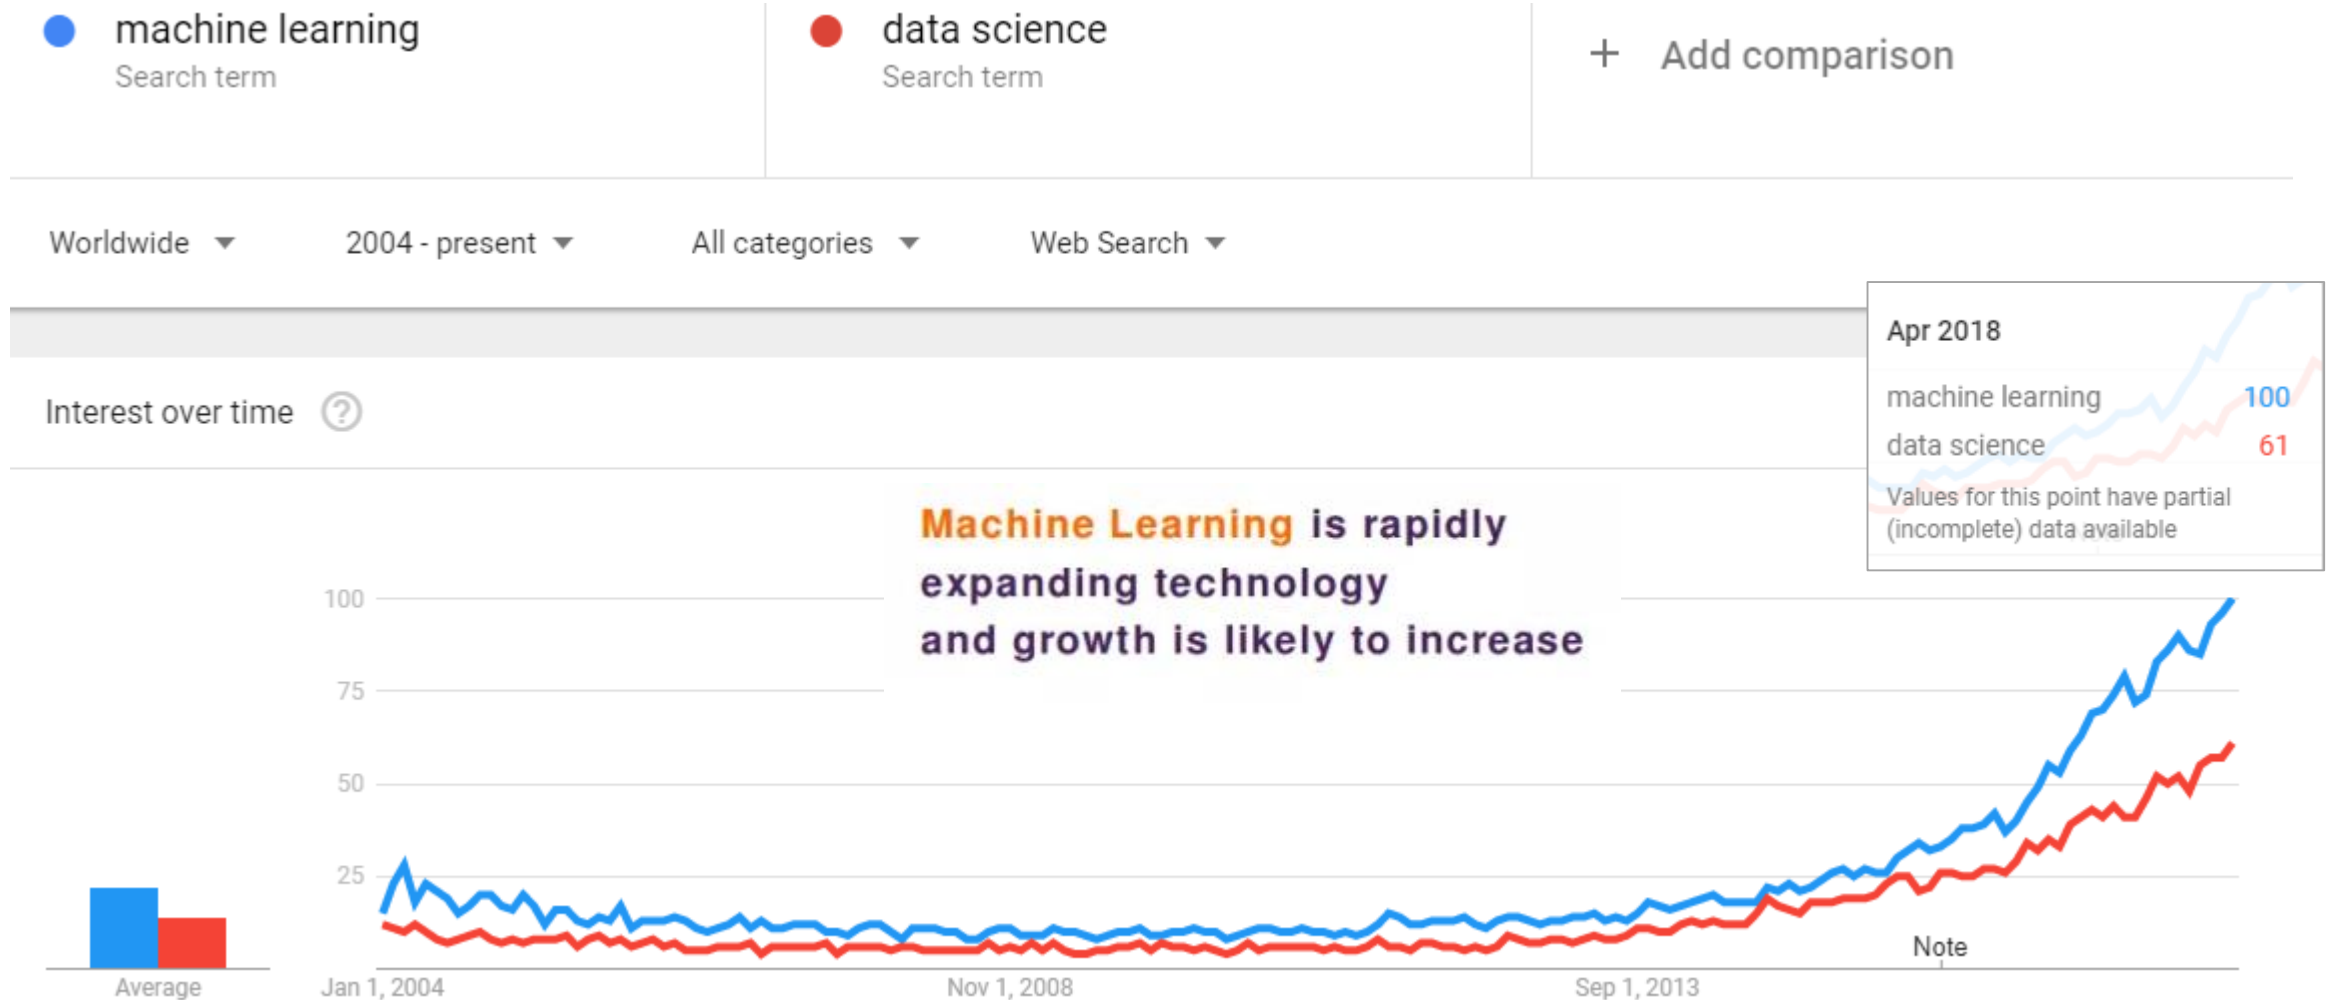 machine learning
Search term
data science
Search term
+ Add comparison
Worldwide
2004 - present
All categories
Web Search
Apr 2018
machine learning 100
data science 61
Values for this point have partial
(incomplete) data available
Interest over time ?
Machine Learning is rapidly
expanding technology
and growth is likely to increase
100
75
50
25
Note
Average
Jan 1, 2004
Nov 1, 2008
Sep 1, 2013